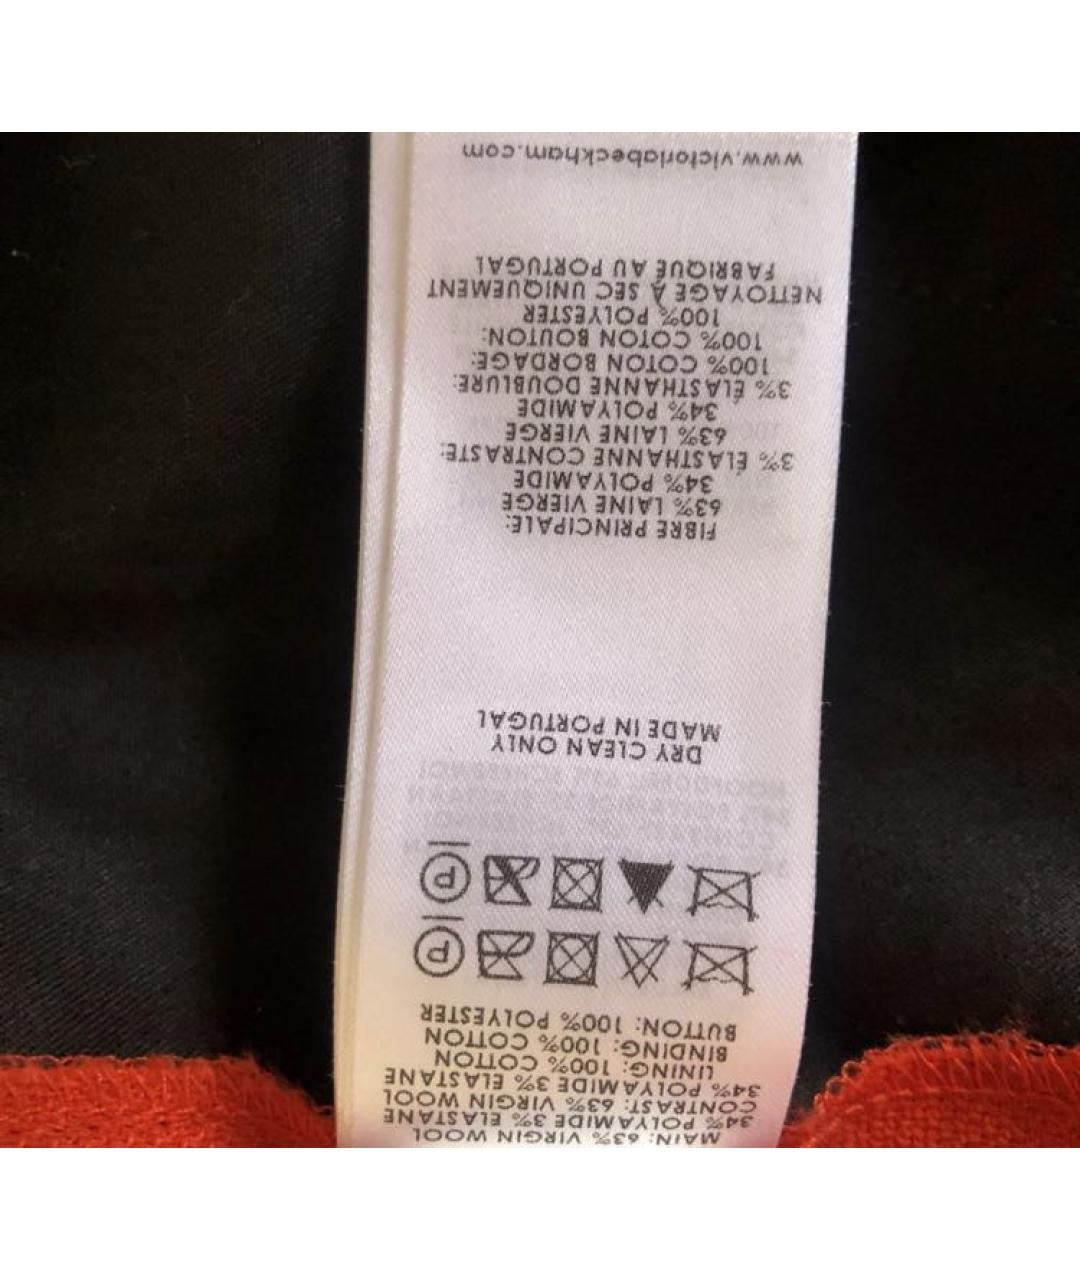 MAIN: 63% VIRGIN WOOL
34% POLYAMIDE 3% ELASTANE
CONTRAST: 63% VIRGIN WOOL
34% POLYAMIDE 3% ELASTANE
LINING: 100% COTTON
BINDING: 100% COTTON
BUTTON: 100% POLYESTER
P
P
DRY CLEAN ONLY
MADE IN PORTUGAL
FIBRE PRINCIPALE:
63% LAINE VIERGE
34% POLYAMIDE
3% ÉLASTHANNE CONTRASTE:
63% LAINE VIERGE
34% POLYAMIDE
3% ÉLASTHANNE DOUBLURE:
100% COTON BORDAGE:
100% COTON BOUTON:
100% POLYESTER
NETTOYAGE À SEC UNIQUEMENT
FABRIQUÉ AU PORTUGAL
www.victoriabeckham.com